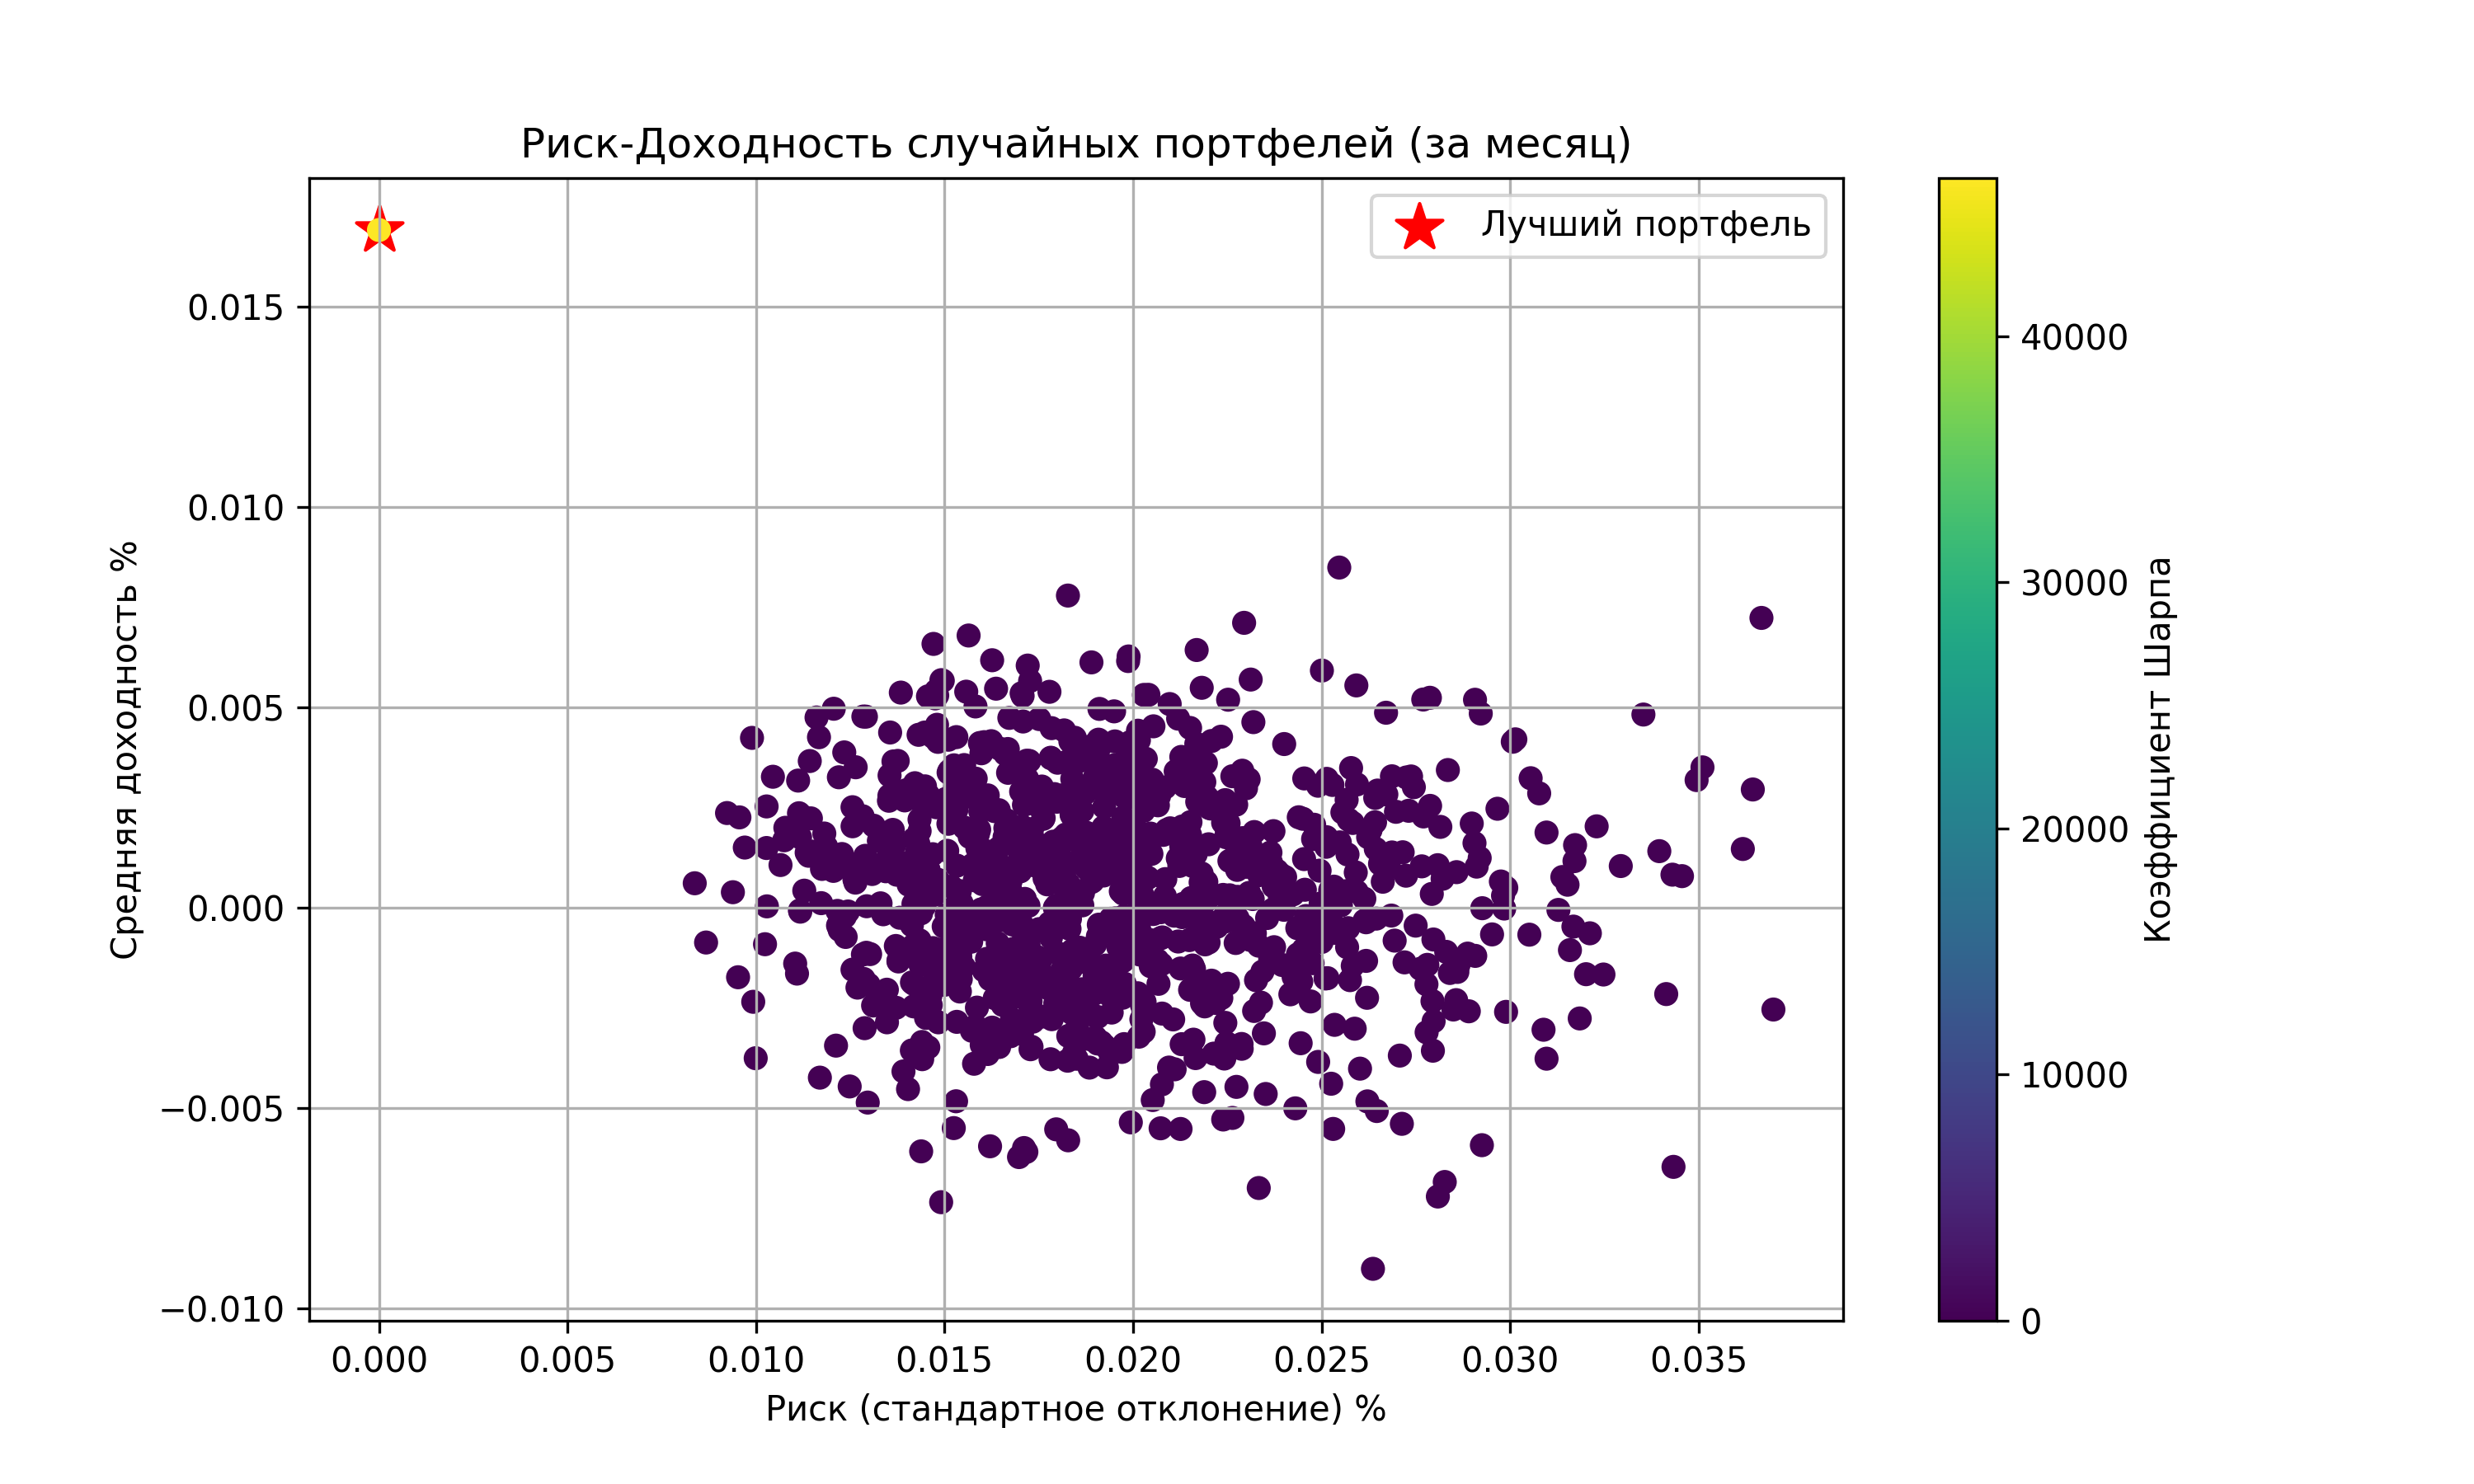 Риск-Доходность случайных портфелей (за месяц)
Лучший портфель
Средняя доходность %
0.015
0.010
0.005
0.000
−0.005
−0.010
0.000 0.005 0.010 0.015 0.020 0.025 0.030 0.035
Риск (стандартное отклонение) %
40000
30000
20000
10000
0
Коэффициент Шарпа